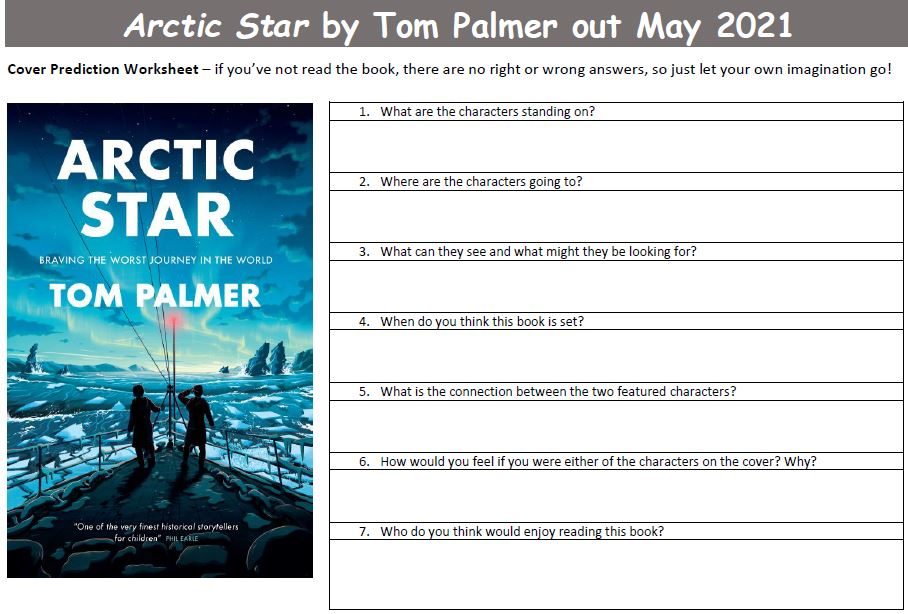 Arctic Star by Tom Palmer out May 2021
Cover Prediction Worksheet – if you've not read the book, there are no right or wrong answers, so just let your own imagination go!
ARCTIC
STAR
BRAVING THE WORST JOURNEY IN THE WORLD
TOM PALMER
"One of the very finest historical storytellers
for children" PHIL EARLE
1. What are the characters standing on?
2. Where are the characters going to?
3. What can they see and what might they be looking for?
4. When do you think this book is set?
5. What is the connection between the two featured characters?
6. How would you feel if you were either of the characters on the cover? Why?
7. Who do you think would enjoy reading this book?